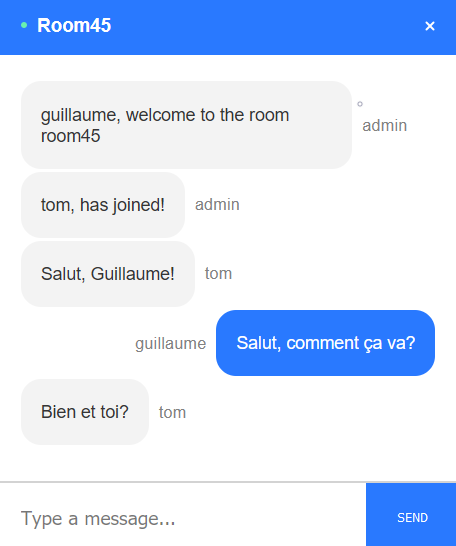 Room45
guillaume, welcome to the room
room45
admin
tom, has joined! admin
Salut, Guillaume! tom
guillaume Salut, comment ça va?
Bien et toi? tom
Type a message... SEND